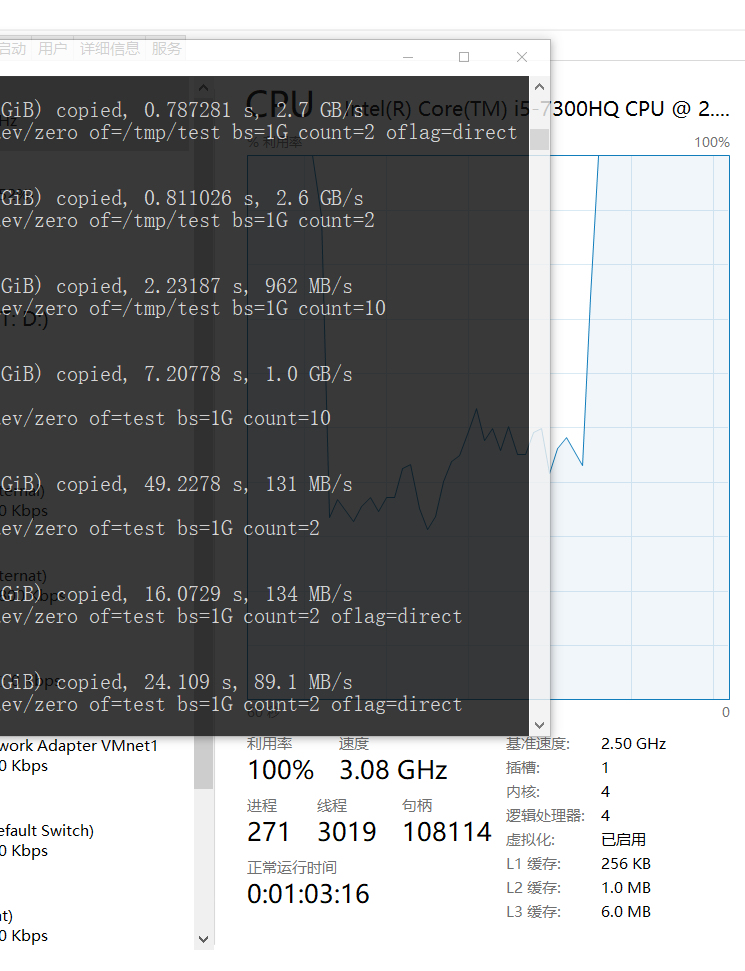 启动 用户 详细信息 服务
CPU Intel(R) Core(TM) i5-7300HQ CPU @ 2....
% 利用率 100%
GiB) copied, 0.787281 s, 2.7 GB/s
ev/zero of=/tmp/test bs=1G count=2 oflag=direct
GiB) copied, 0.811026 s, 2.6 GB/s
ev/zero of=/tmp/test bs=1G count=2
GiB) copied, 2.23187 s, 962 MB/s
ev/zero of=/tmp/test bs=1G count=10
T: D:)
GiB) copied, 7.20778 s, 1.0 GB/s
ev/zero of=test bs=1G count=10
GiB) copied, 49.2278 s, 131 MB/s
0 Kbps
ev/zero of=test bs=1G count=2
ernat)
GiB) copied, 16.0729 s, 134 MB/s
ev/zero of=test bs=1G count=2 oflag=direct
GiB) copied, 24.109 s, 89.1 MB/s
ev/zero of=test bs=1G count=2 oflag=direct
0
work Adapter VMnet1
0 Kbps
efault Switch)
0 Kbps
t)
0 Kbps
利用率 速度
100% 3.08 GHz
进程 线程 句柄
271 3019 108114
正常运行时间
0:01:03:16
基准速度: 2.50 GHz
插槽: 1
内核: 4
逻辑处理器: 4
虚拟化: 已启用
L1 缓存: 256 KB
L2 缓存: 1.0 MB
L3 缓存: 6.0 MB